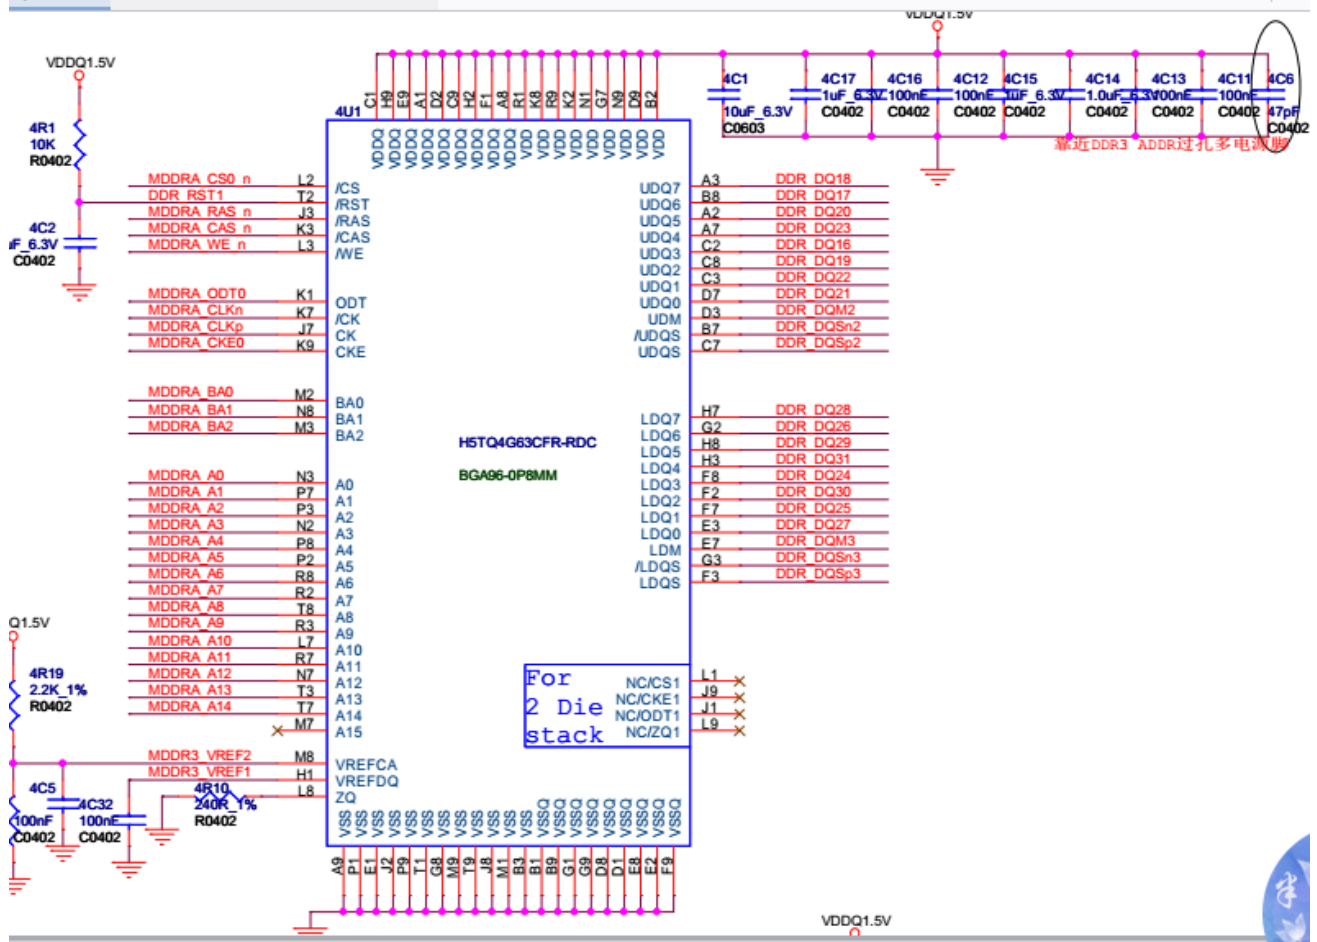 VDDQ1.5V
VDDQ1.5V
4R1
10K
R0402
4C2
F_6.3V
C0402
C1 H9 E9 A1 D2 C9 H2 F1 A8 R1 K8 R9 K2 N1 G7 N9 D9 B2
4U1
VDDQ VDDQ VDDQ VDDQ VDDQ VDDQ VDDQ VDDQ VDDQ VDD VDD VDD VDD VDD VDD VDD VDD VDD
4C1
10uF_6.3V
C0603
4C17
1uF_6.3V
C0402
4C16
100nF
C0402
4C12
100nF
C0402
4C15
1uF_6.3V
C0402
4C14
1.0uF_6.3V
C0402
4C13
100nF
C0402
4C11
100nF
C0402
4C6
47pF
C0402
靠近DDR3 ADDR过孔多电源脚
MDDRA_CS0_n L2 /CS
DDR_RST1 T2 /RST
MDDRA_RAS_n J3 /RAS
MDDRA_CAS_n K3 /CAS
MDDRA_WE_n L3 /WE
MDDRA_ODT0 K1 ODT
MDDRA_CLKn K7 /CK
MDDRA_CLKp J7 CK
MDDRA_CKE0 K9 CKE
MDDRA_BA0 M2 BA0
MDDRA_BA1 N8 BA1
MDDRA_BA2 M3 BA2
MDDRA_A0 N3 A0
MDDRA_A1 P7 A1
MDDRA_A2 P3 A2
MDDRA_A3 N2 A3
MDDRA_A4 P8 A4
MDDRA_A5 P2 A5
MDDRA_A6 R8 A6
MDDRA_A7 R2 A7
MDDRA_A8 T8 A8
MDDRA_A9 R3 A9
MDDRA_A10 L7 A10
MDDRA_A11 R7 A11
MDDRA_A12 N7 A12
MDDRA_A13 T3 A13
MDDRA_A14 T7 A14
M7 A15
MDDR3_VREF2 M8 VREFCA
MDDR3_VREF1 H1 VREFDQ
L8 ZQ
UDQ7 A3 DDR_DQ18
UDQ6 B8 DDR_DQ17
UDQ5 A2 DDR_DQ20
UDQ4 A7 DDR_DQ23
UDQ3 C2 DDR_DQ16
UDQ2 C8 DDR_DQ19
UDQ1 C3 DDR_DQ22
UDQ0 D7 DDR_DQ21
UDM D3 DDR_DQM2
/UDQS B7 DDR_DQSn2
UDQS C7 DDR_DQSp2
LDQ7 H7 DDR_DQ28
LDQ6 G2 DDR_DQ26
LDQ5 H8 DDR_DQ29
LDQ4 H3 DDR_DQ31
LDQ3 F8 DDR_DQ24
LDQ2 F2 DDR_DQ30
LDQ1 F7 DDR_DQ25
LDQ0 E3 DDR_DQ27
LDM E7 DDR_DQM3
/LDQS G3 DDR_DQSn3
LDQS F3 DDR_DQSp3
H5TQ4G63CFR-RDC
BGA96-0P8MM
For
2 Die
stack
NC/CS1 L1
NC/CKE1 J9
NC/ODT1 J1
NC/ZQ1 L9
Q1.5V
4R19
2.2K_1%
R0402
4C5
100nF
C0402
4C32
100nF
C0402
4R10
240R_1%
R0402
VSS VSS VSS VSS VSS VSS VSS VSS VSS VSS VSS VSS VSSQ VSSQ VSSQ VSSQ VSSQ VSSQ VSSQ VSSQ VSSQ
A9 P1 E1 J2 P9 T1 G8 M9 T9 J8 M1 B3 B1 B9 G1 G9 D8 D1 E8 E2 F9
VDDQ1.5V